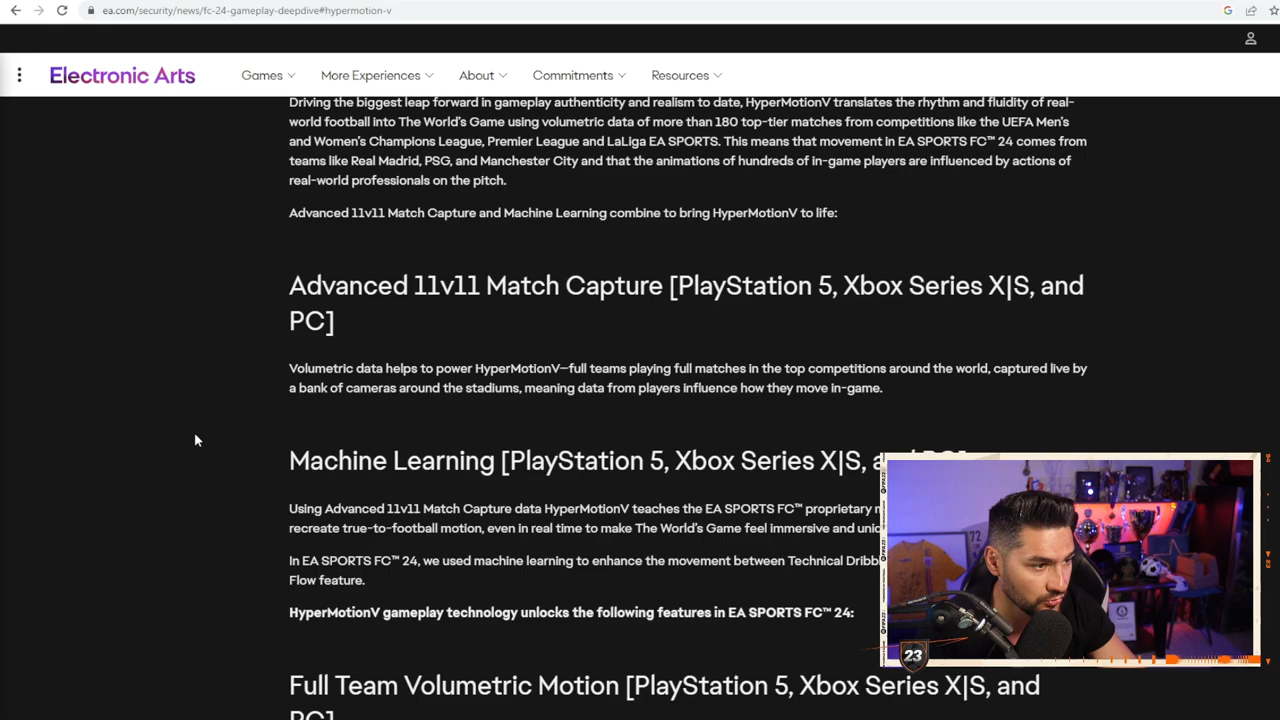 ea.com/security/news/fc-24-gameplay-deepdive#hypermotion-v
Electronic Arts
Games
More Experiences
About
Commitments
Resources
Driving the biggest leap forward in gameplay authenticity and realism to date, HyperMotionV translates the rhythm and fluidity of real-
world football into The World's Game using volumetric data of more than 180 top-tier matches from competitions like the UEFA Men's
and Women's Champions League, Premier League and LaLiga EA SPORTS. This means that movement in EA SPORTS FC™ 24 comes from
teams like Real Madrid, PSG, and Manchester City and that the animations of hundreds of in-game players are influenced by actions of
real-world professionals on the pitch.
Advanced 11v11 Match Capture and Machine Learning combine to bring HyperMotionV to life:
Advanced 11v11 Match Capture [PlayStation 5, Xbox Series X|S, and
PC]
Volumetric data helps to power HyperMotionV—full teams playing full matches in the top competitions around the world, captured live by
a bank of cameras around the stadiums, meaning data from players influence how they move in-game.
Machine Learning [PlayStation 5, Xbox Series X|S,
Using Advanced 11v11 Match Capture data HyperMotionV teaches the EA SPORTS FC™ proprietary
recreate true-to-football motion, even in real time to make The World's Game feel immersive and
In EA SPORTS FC™ 24, we used machine learning to enhance the movement between Technical
Flow feature.
HyperMotionV gameplay technology unlocks the following features in EA SPORTS FC™ 24:
23
Full Team Volumetric Motion [PlayStation 5, Xbox Series X|S, and
PC]